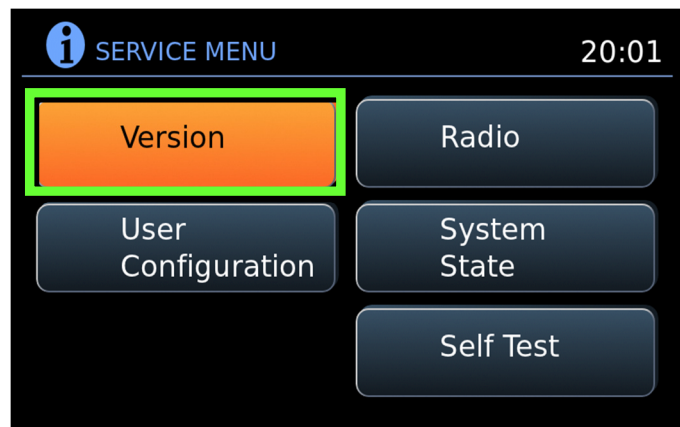 SERVICE MENU
20:01
Version
Radio
User
Configuration
System
State
Self Test